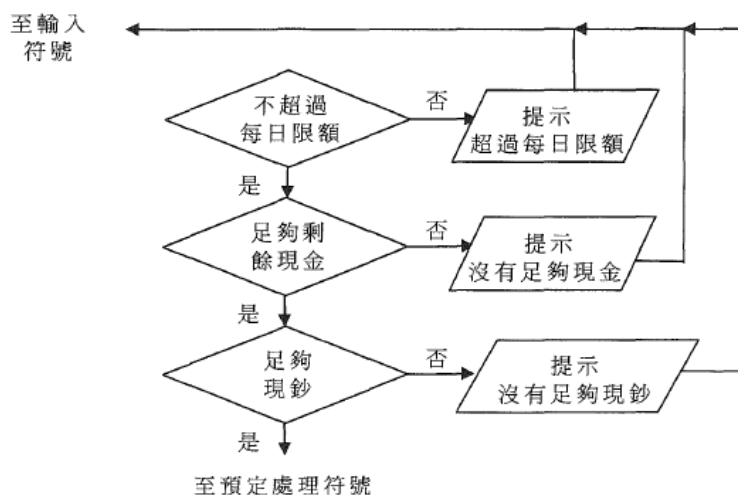 至輸入
符號
不超過
每日限額
否
提示
超過每日限額
是
足夠剩
餘現金
否
提示
沒有足夠現金
是
足夠
現鈔
否
提示
沒有足夠現鈔
是
至預定處理符號